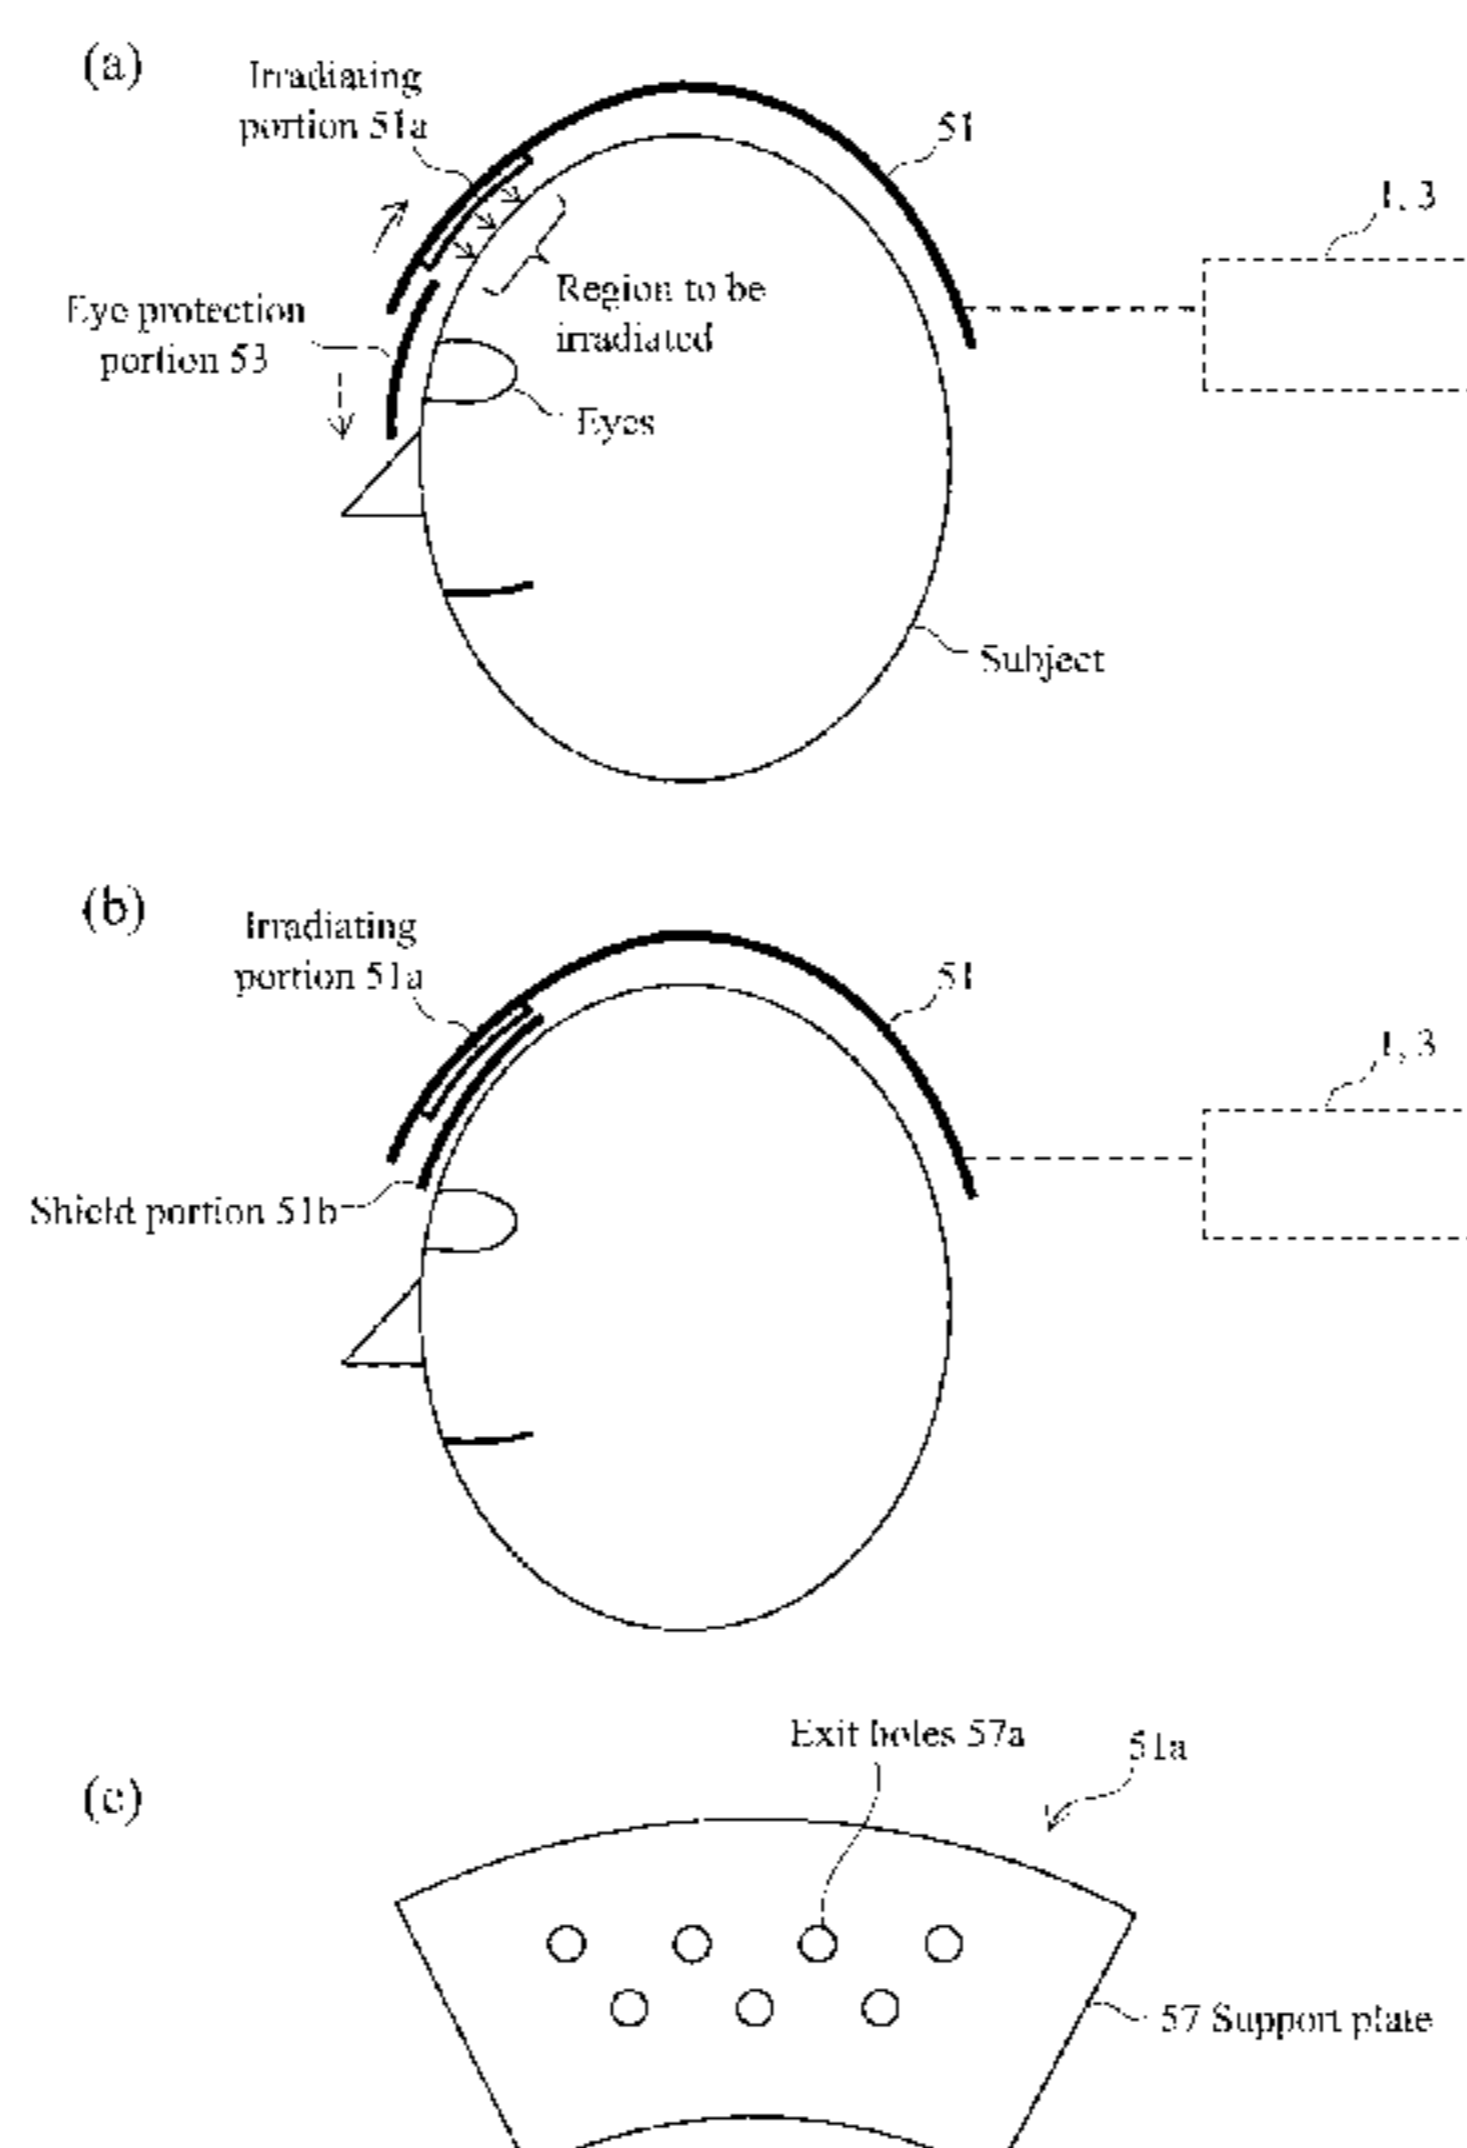 (a)
Irradiating
portion 51a
51
1, 3
Eye protection
portion 53
Region to be
irradiated
Eyes
Subject
(b)
Irradiating
portion 51a
51
1, 3
Shield portion 51b
(c)
Exit holes 57a
51a
57 Support plate